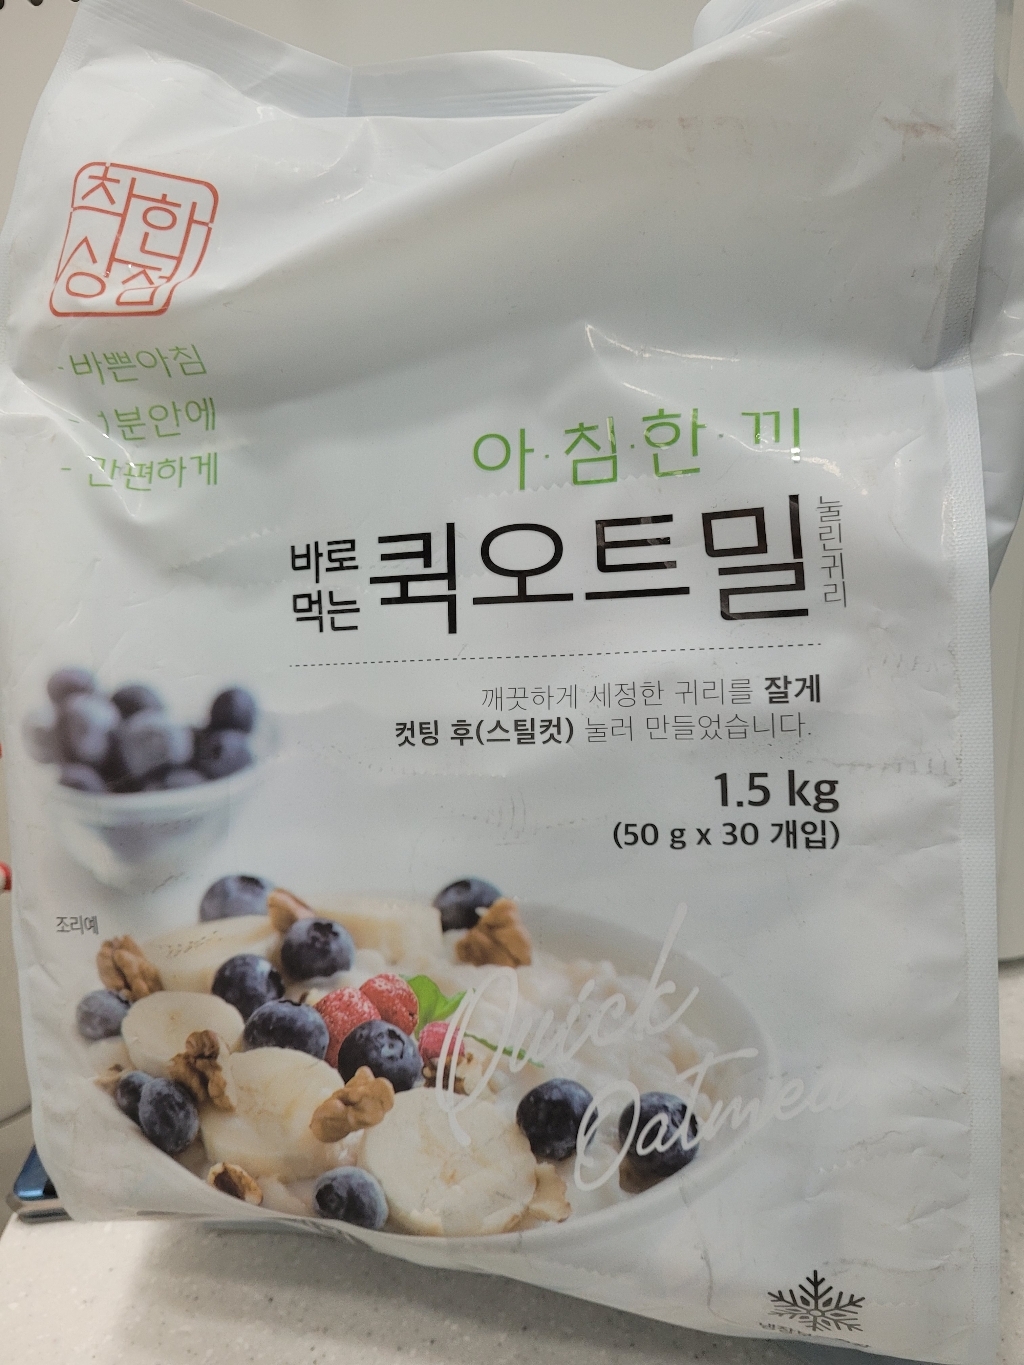 착한
상점
·바쁜아침
- 1분안에
- 간편하게
아·침·한·끼
바로
먹는
퀵오트밀
눌린귀리
깨끗하게 세정한 귀리를 잘게
컷팅 후(스틸컷) 눌러 만들었습니다.
1.5 kg
(50 g x 30 개입)
조리예
Quick
Oatmeal